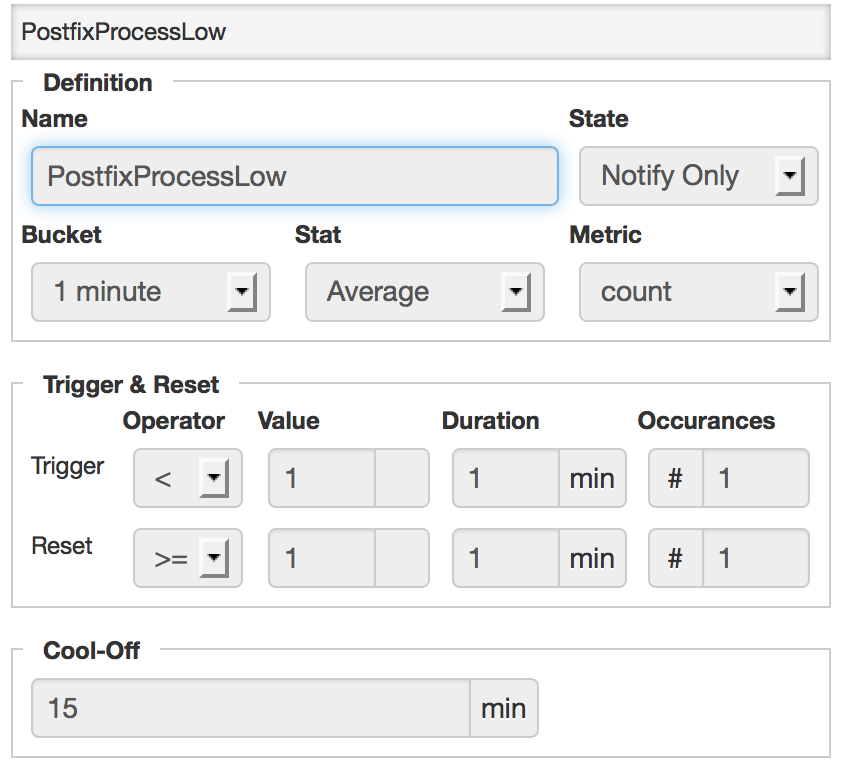 PostfixProcessLow
Definition
Name State
PostfixProcessLow Notify Only
Bucket Stat Metric
1 minute Average count
Trigger & Reset
Operator Value Duration Occurances
Trigger < 1 1 min # 1
Reset >= 1 1 min # 1
Cool-Off
15 min